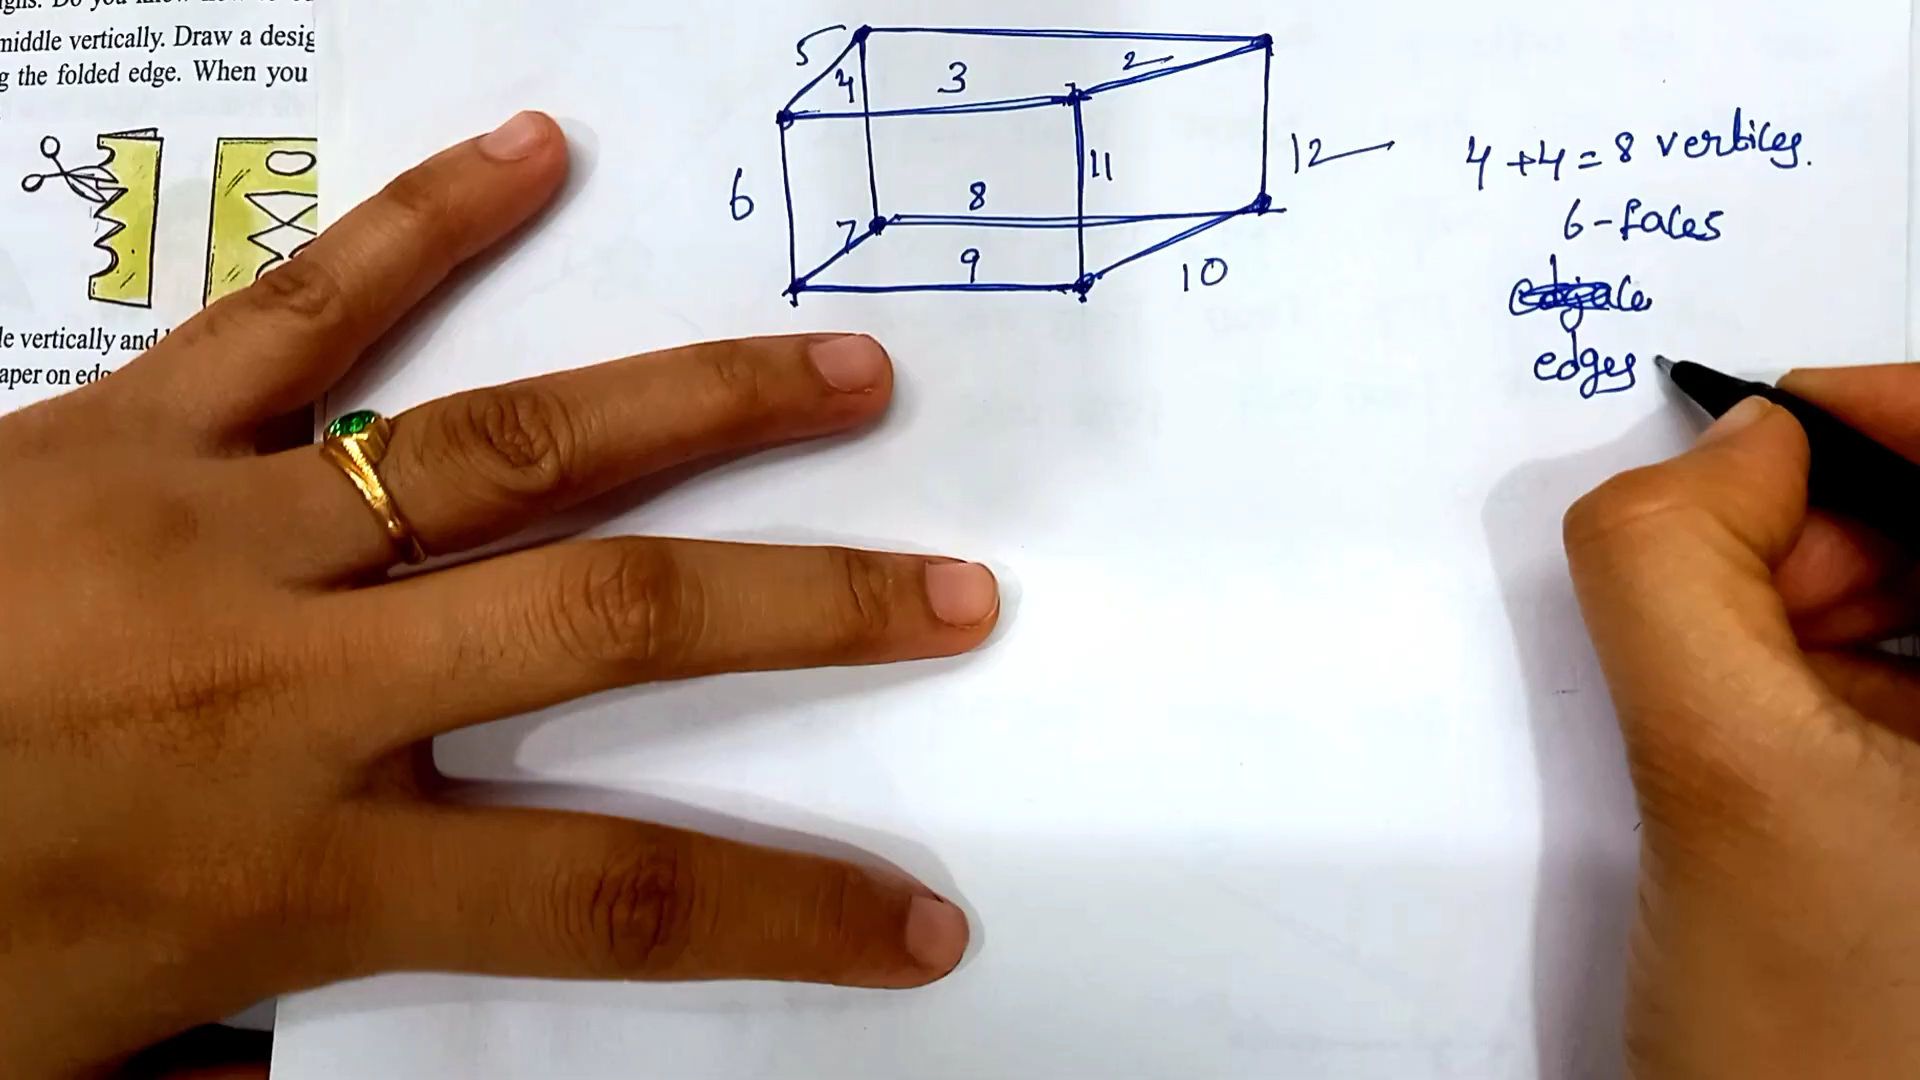 middle vertically. Draw a desig
g the folded edge. When you
le vertically and
aper on edg
5
4
3
2
6
11
12
8
7
9
10
4 + 4 = 8 vertices.
6 - faces
edges